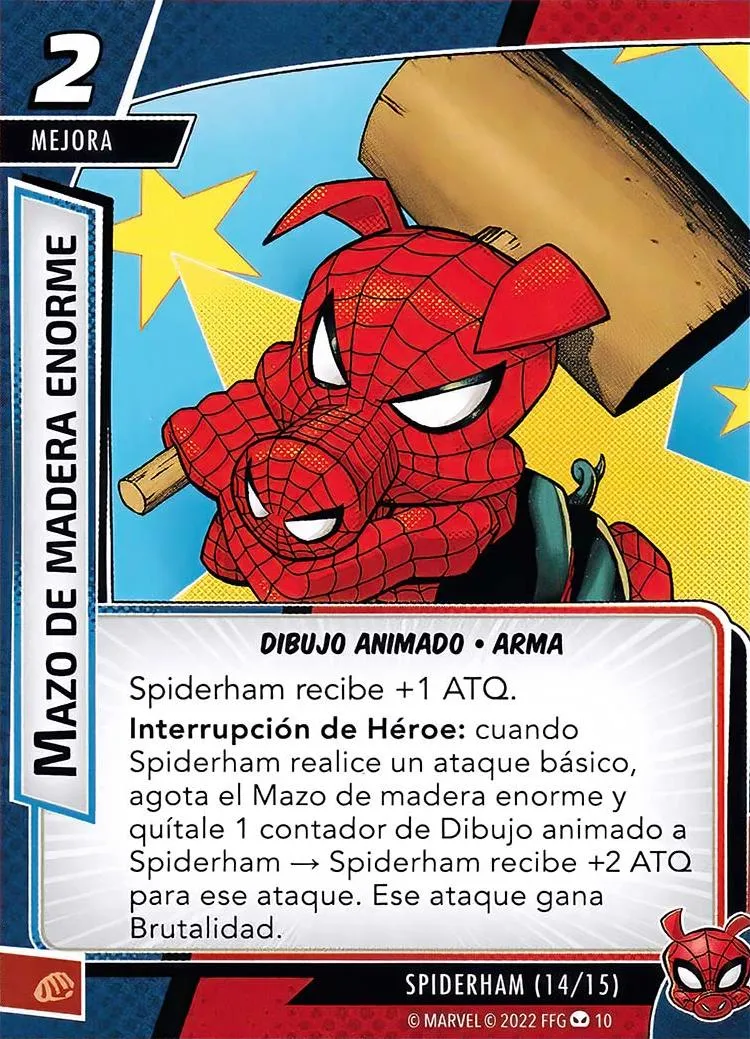 2
MEJORA
MAZO DE MADERA ENORME
DIBUJO ANIMADO • ARMA
Spiderham recibe +1 ATQ.
Interrupción de Héroe: cuando
Spiderham realice un ataque básico,
agota el Mazo de madera enorme y
quítale 1 contador de Dibujo animado a
Spiderham → Spiderham recibe +2 ATQ
para ese ataque. Ese ataque gana
Brutalidad.
SPIDERHAM (14/15)
© MARVEL © 2022 FFG 10